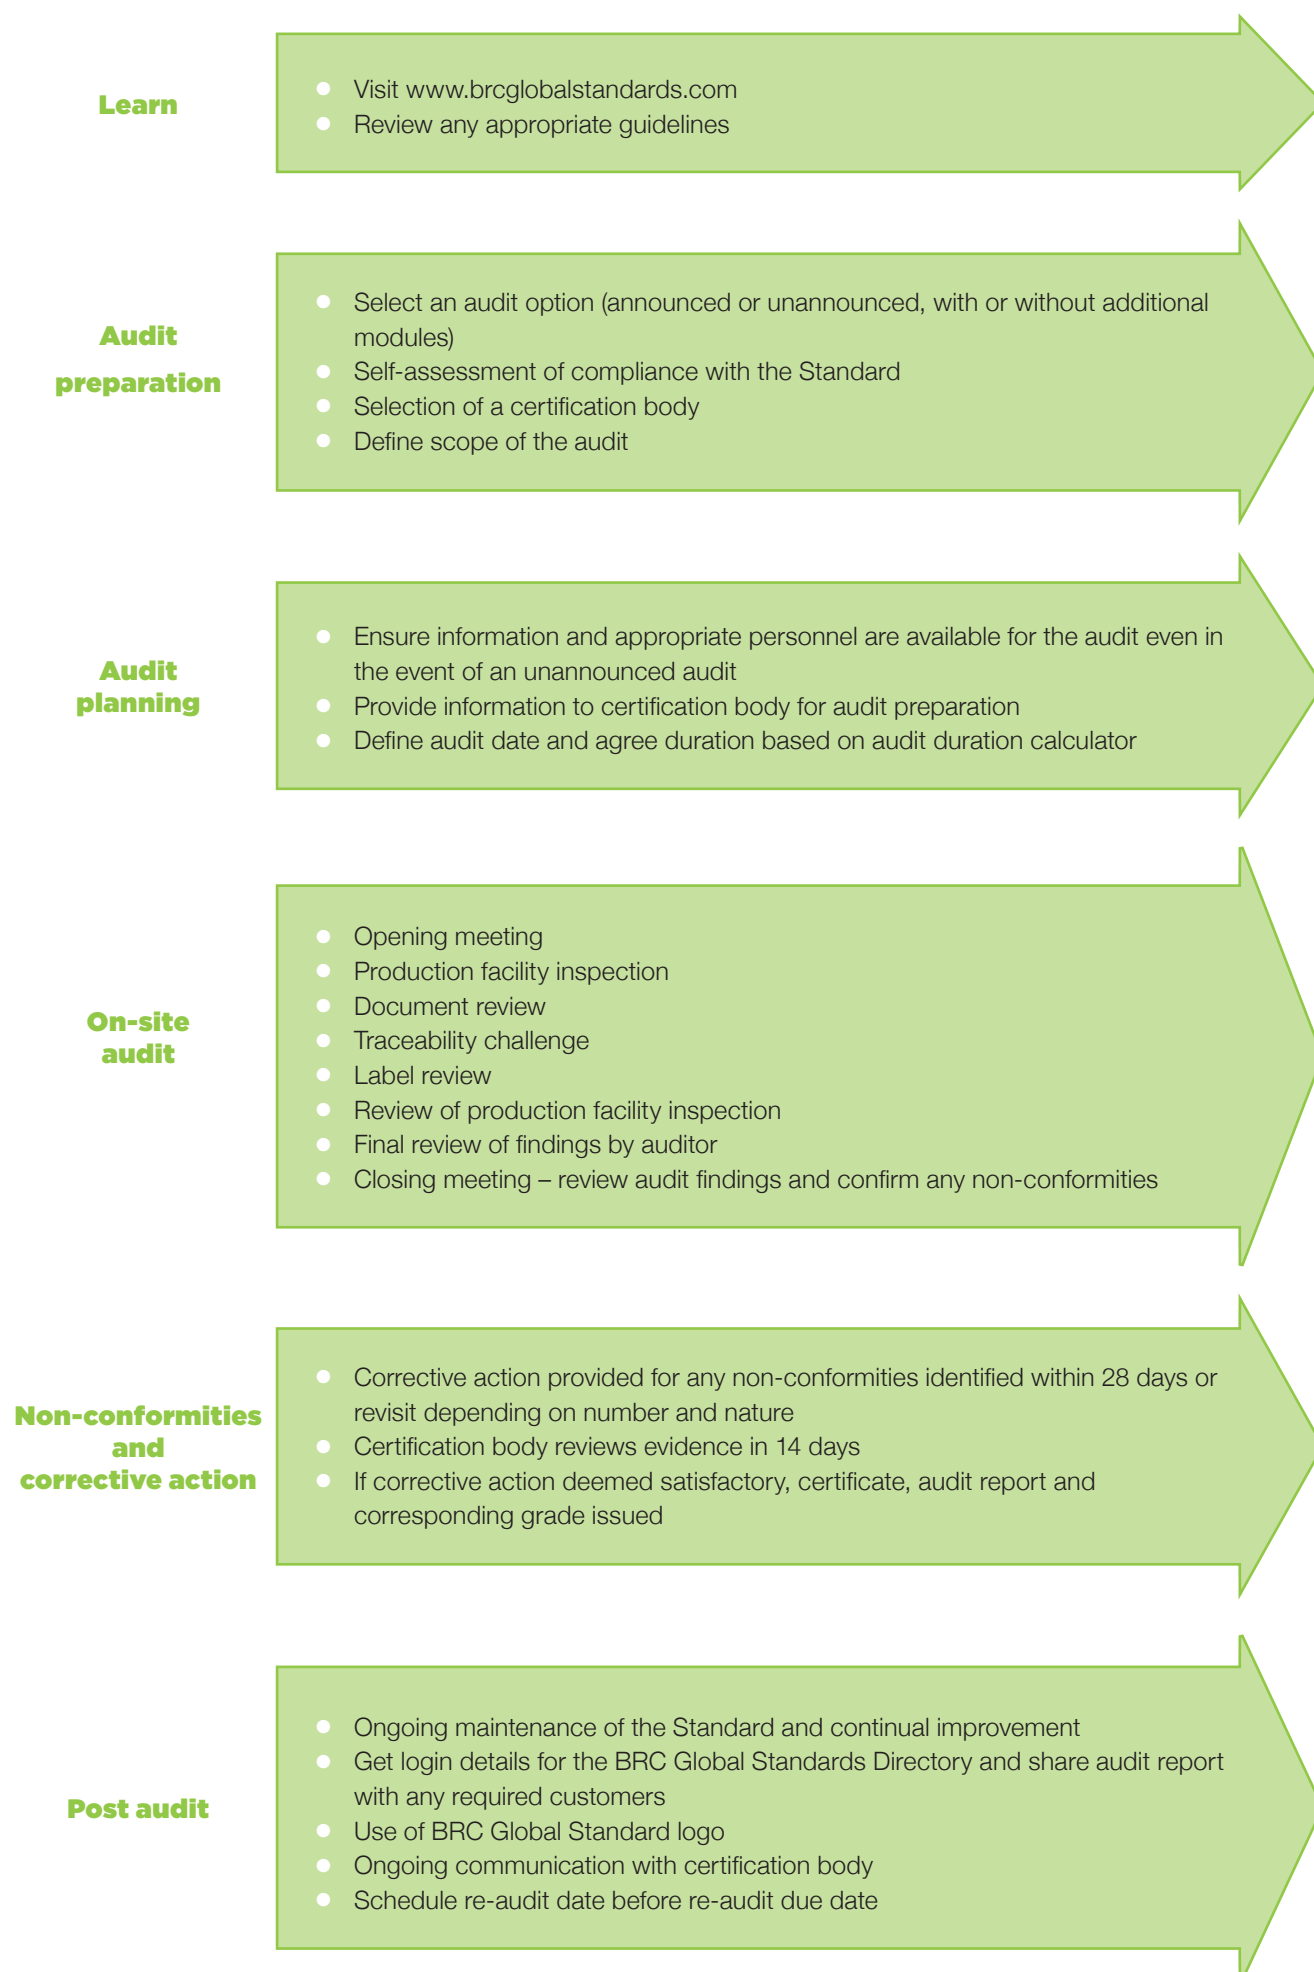 Learn
Visit www.brcglobalstandards.com
Review any appropriate guidelines
Audit
preparation
Select an audit option (announced or unannounced, with or without additional
modules)
Self-assessment of compliance with the Standard
Selection of a certification body
Define scope of the audit
Audit
planning
Ensure information and appropriate personnel are available for the audit even in
the event of an unannounced audit
Provide information to certification body for audit preparation
Define audit date and agree duration based on audit duration calculator
On-site
audit
Opening meeting
Production facility inspection
Document review
Traceability challenge
Label review
Review of production facility inspection
Final review of findings by auditor
Closing meeting – review audit findings and confirm any non-conformities
Non-conformities
and
corrective action
Corrective action provided for any non-conformities identified within 28 days or
revisit depending on number and nature
Certification body reviews evidence in 14 days
If corrective action deemed satisfactory, certificate, audit report and
corresponding grade issued
Post audit
Ongoing maintenance of the Standard and continual improvement
Get login details for the BRC Global Standards Directory and share audit report
with any required customers
Use of BRC Global Standard logo
Ongoing communication with certification body
Schedule re-audit date before re-audit due date